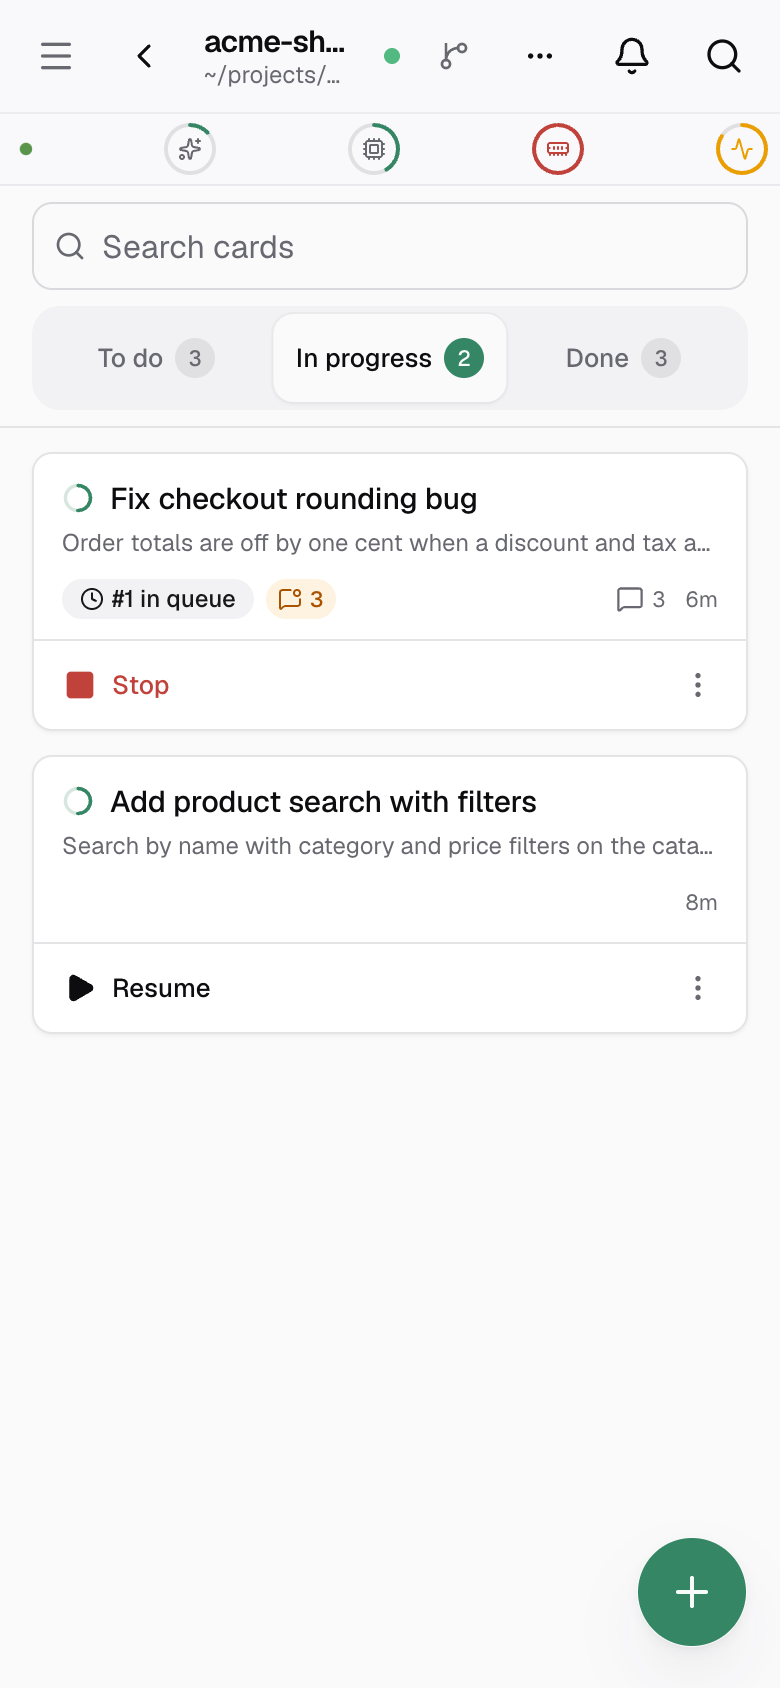 acme-sh...
~/projects/...
Search cards
To do 3
In progress 2
Done 3
Fix checkout rounding bug
Order totals are off by one cent when a discount and tax a...
#1 in queue 3 3 6m
Stop
Add product search with filters
Search by name with category and price filters on the cata...
8m
Resume